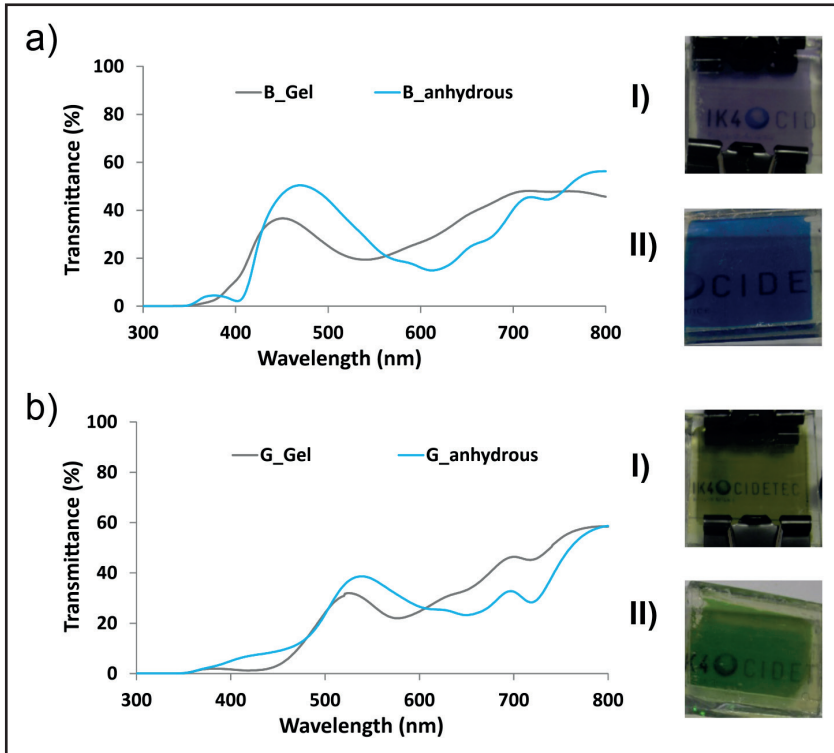 a)
100
80
60
40
20
0
Transmittance (%)
B_Gel B_anhydrous
300 400 500 600 700 800
Wavelength (nm)
I)
IK4 CID
II)
CIDET
b)
100
80
60
40
20
0
Transmittance (%)
G_Gel G_anhydrous
300 400 500 600 700 800
Wavelength (nm)
I)
IK4 CIDETEC
II)
K4 CIDETEC